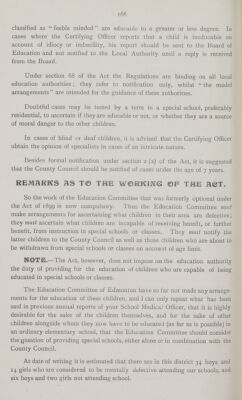 168
classified as "feeble minded" are educable to a greater or less degree. In
cases where the Certifying Officer reports that a child is ineducable on
account of idiocy or imbecility, his report should be sent to the Board of
Education and not notified to the Local Authority until a reply is received
from the Board.
Under section 68 of the Act the Regulations are binding on all local
education authorities; they refer to notification only, whilst "the model
arrangements" are intended for the guidance of these authorities.
Doubtful cases may be tested by a term in a special school, preferably
residential, to ascertain if they are educable or not, or whether they are a source
of moral danger to the other children.
In cases of blind or deaf children, it is advised that the Certifying Officer
obtain the opinion of specialists in cases of an intricate nature.
Besides formal notification under section 2 (2) of the Act, it is suggested
that the County Council should be notified of cases under the age of 7 years.
REMARKS AS TO THE WORKING OF THE ACT.
So the work of the Education Committee that was formerly optional under
the Act of 1899 is now compulsory. Thus the Education Committee must
make arrangements for ascertaining what children in their area are defective;
they must ascertain what children are incapable of receiving benefit, or further
benefit, from instruction in special schools or classes. They must notify the
latter children to the County Council as well as those children who are about to
be withdrawn from special schools or classes on account of age limit.
NOTE.—The Act, however, does not impose on the education authority
the duty of providing for the education of children who are capable of being
educated in special schools or classes.
The Education Committee of Edmonton have so far not made any arrange-
ments for the education of these children, and I can only repeat what has been
said in previous annual reports of your School Medical Officer, that it is highly
desirable for the sake of the children themselves, and for the sake of other
children alongside whom they now have to be educated (as far as is possible) in
an ordinary elementary school, that the Education Committee should consider
the question of providing special schools, either alone or in combination with the
County Council.
At date of writing it is estimated that there are in this district 34 boys and
14 girls who are considered to be mentally defective attending our schools, and
six boys and two girls not attending school.